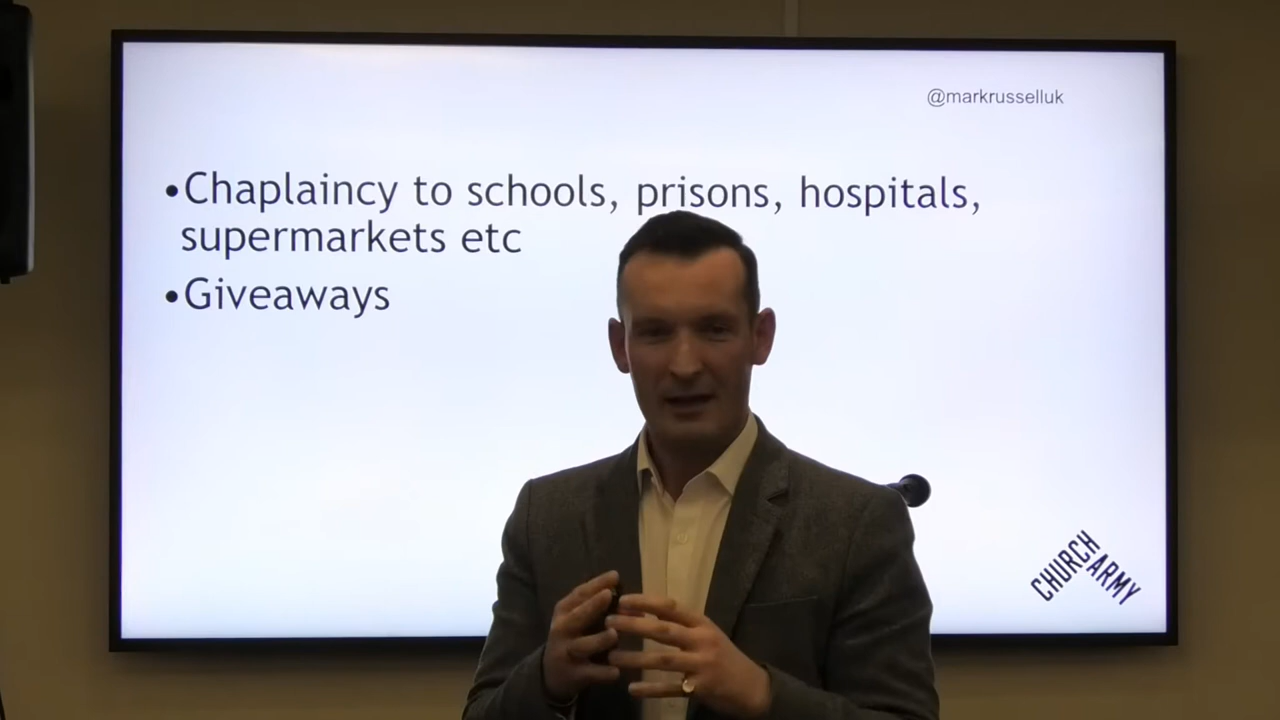 @markrusselluk
•Chaplaincy to schools, prisons, hospitals,
supermarkets etc
•Giveaways
CHURCH
ARMY